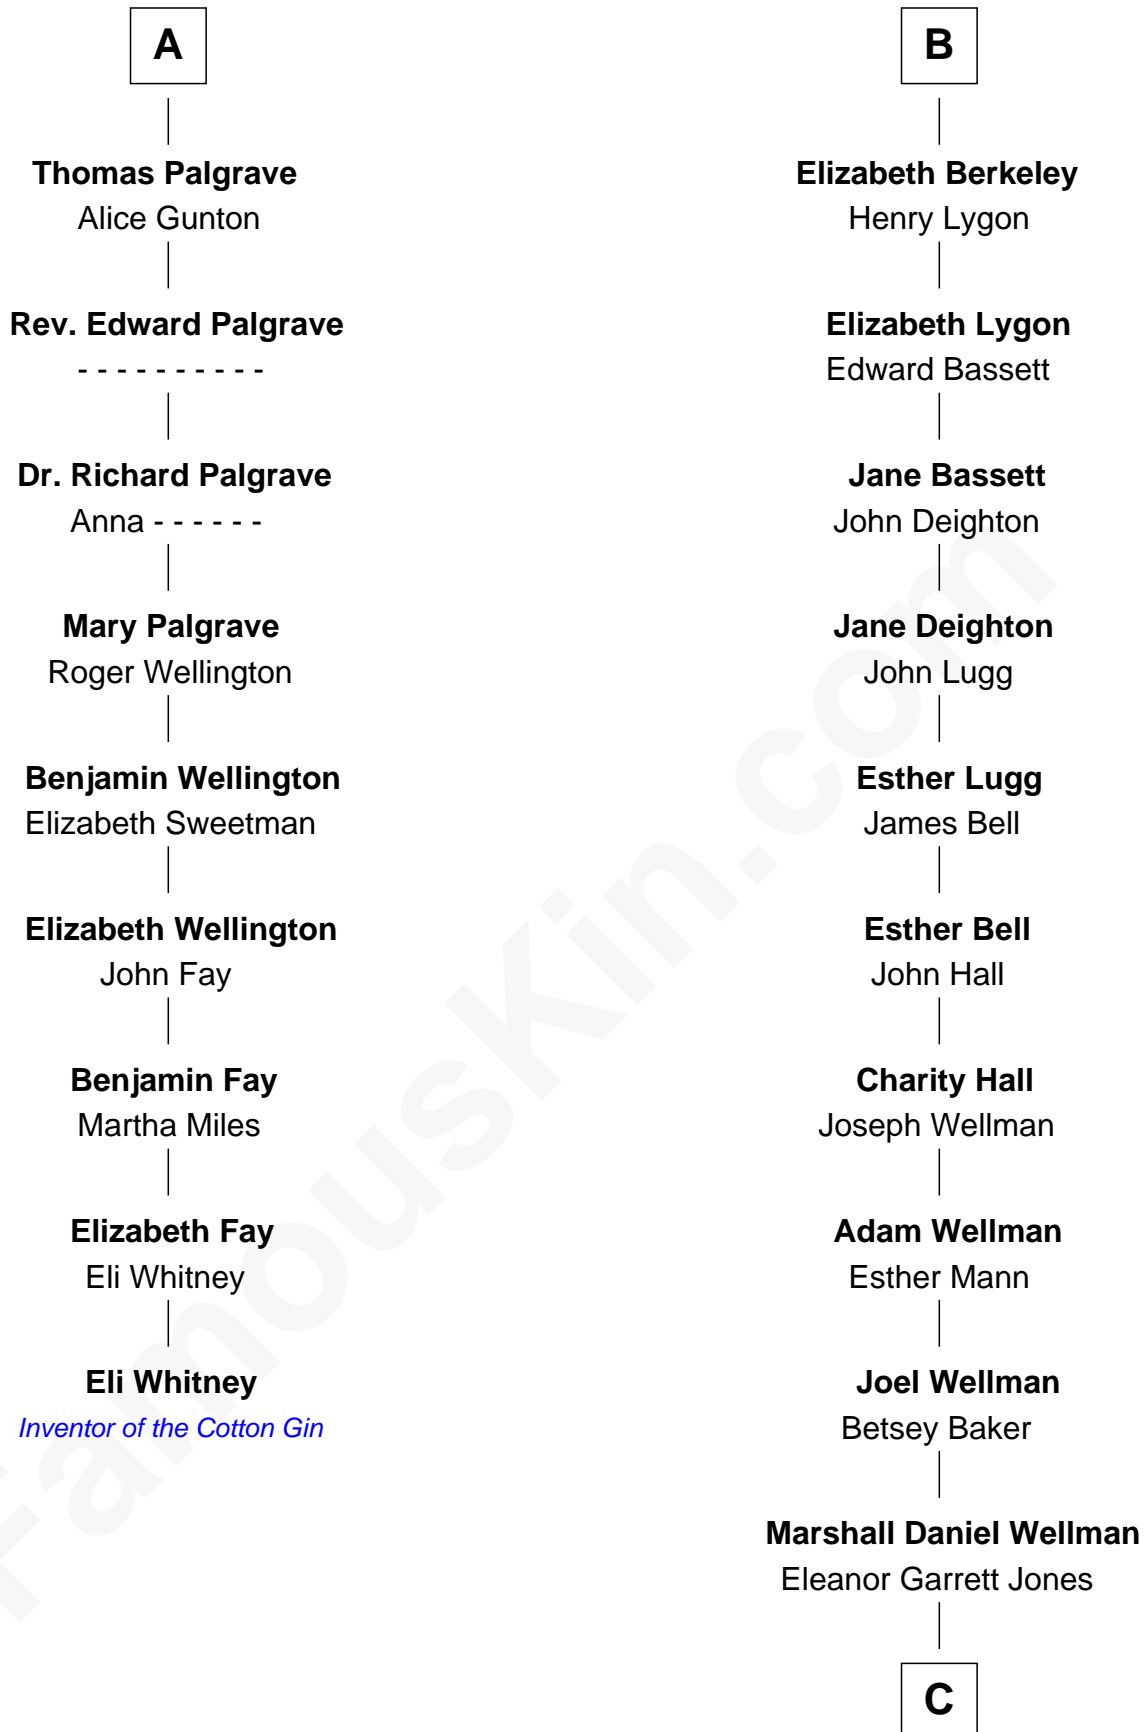 A
Thomas Palgrave
Alice Gunton
Rev. Edward Palgrave
- - - - - - - - - -
Dr. Richard Palgrave
Anna - - - - - -
Mary Palgrave
Roger Wellington
Benjamin Wellington
Elizabeth Sweetman
Elizabeth Wellington
John Fay
Benjamin Fay
Martha Miles
Elizabeth Fay
Eli Whitney
Eli Whitney
Inventor of the Cotton Gin
B
Elizabeth Berkeley
Henry Lygon
Elizabeth Lygon
Edward Bassett
Jane Bassett
John Deighton
Jane Deighton
John Lugg
Esther Lugg
James Bell
Esther Bell
John Hall
Charity Hall
Joseph Wellman
Adam Wellman
Esther Mann
Joel Wellman
Betsey Baker
Marshall Daniel Wellman
Eleanor Garrett Jones
C
FamousKin.com